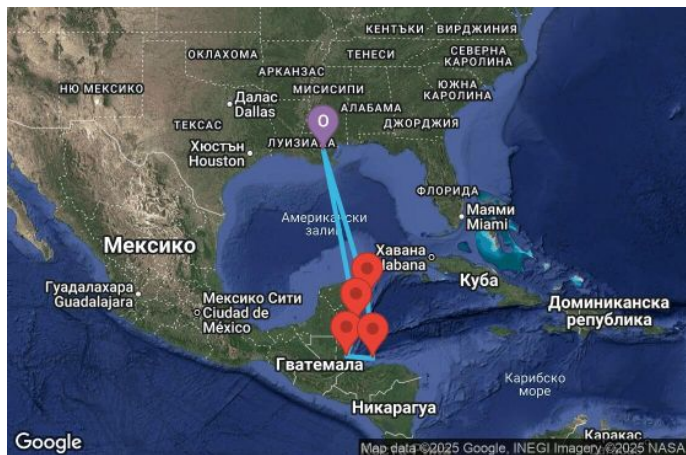 КЕНТЪКИ
ВИРДЖИНИЯ
ОКЛАХОМА
ТЕНЕСИ
СЕВЕРНА
КАРОЛИНА
АРКАНЗАС
НЮ МЕКСИКО
МИСИСИПИ
ЮЖНА
КАРОЛИНА
Далас
Dallas
АЛАБАМА
ТЕКСАС
ДЖОРДЖИЯ
O
Хюстън
Houston
ЛУИЗИАНА
ФЛОРИДА
Маями
Miami
Американски
залив
Мексико
Хавана
Habana
Куба
Гуадалахара
Guadalajara
Мексико Сити
Ciudad de
México
Доминиканска
република
Гватемала
Карибско
море
Никарагуа
Каракас
Google
Map data ©2025 Google, INEGI Imagery ©2025 NASA